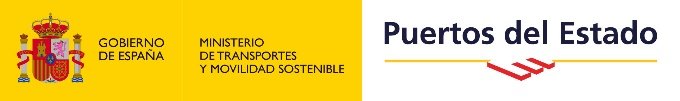 GOBIERNO
DE ESPAÑA
MINISTERIO
DE TRANSPORTES
Y MOVILIDAD SOSTENIBLE
Puertos del Estado